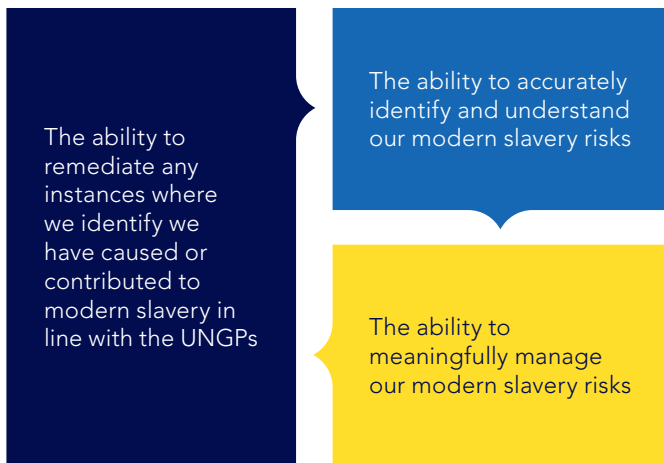 The ability to
remediate any
instances where
we identify we
have caused or
contributed to
modern slavery in
line with the UNGPs
The ability to accurately
identify and understand
our modern slavery risks
The ability to
meaningfully manage
our modern slavery risks